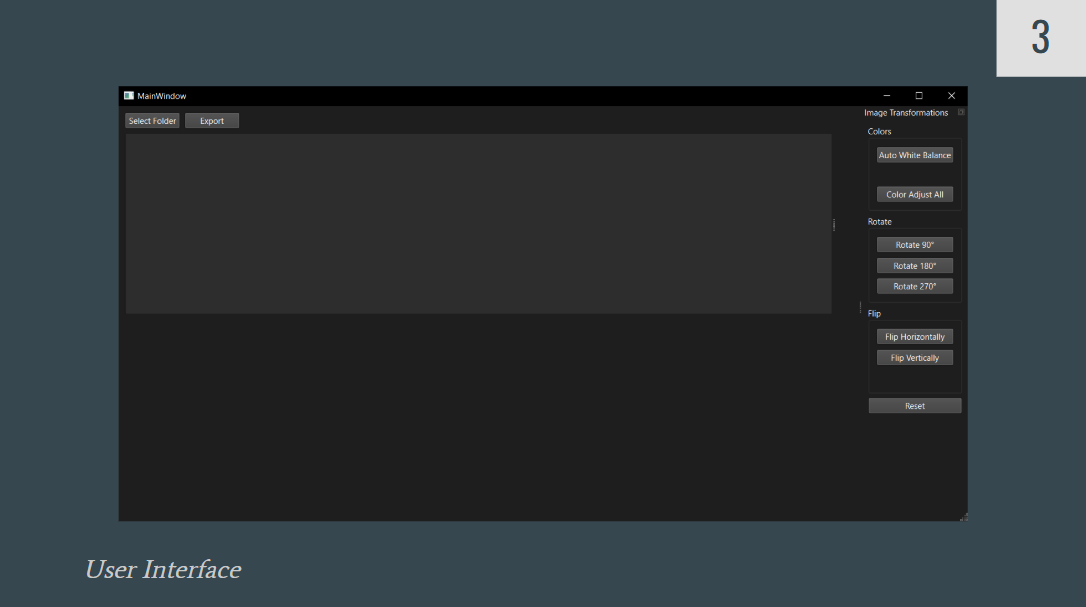 3
MainWindow
Select Folder
Export
Image Transformations
Colors
Auto White Balance
Color Adjust All
Rotate
Rotate 90°
Rotate 180°
Rotate 270°
Flip
Flip Horizontally
Flip Vertically
Reset
User Interface